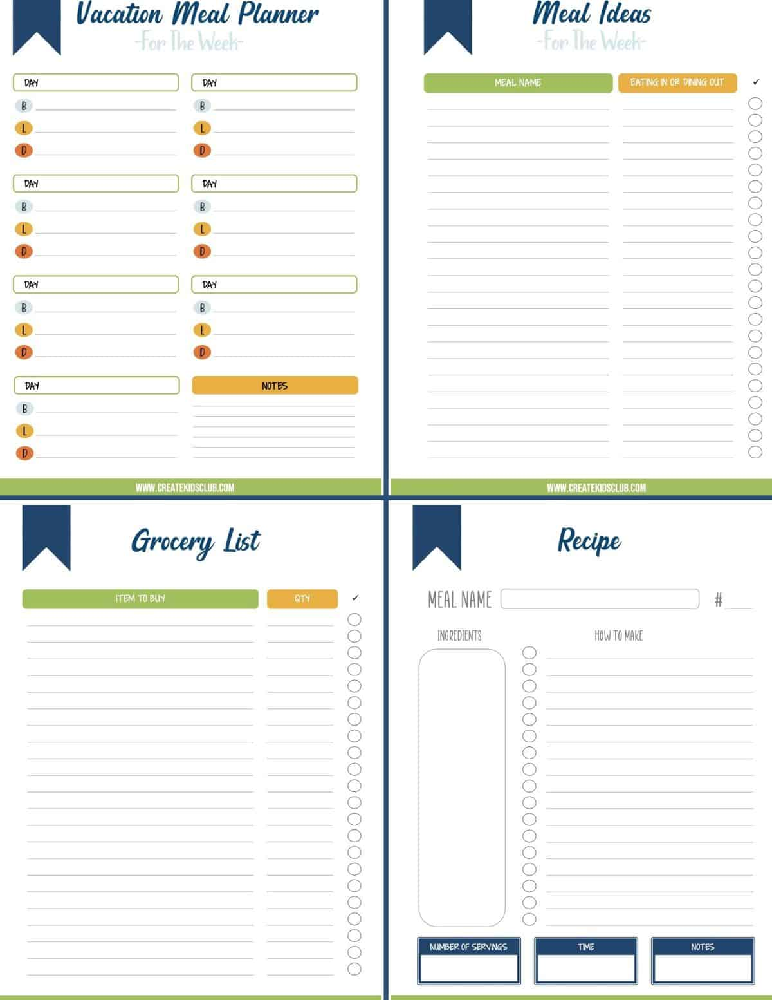 Vacation Meal Planner
-For The Week-
DAY
B
L
D
DAY
B
L
D
DAY
B
L
D
DAY
B
L
D
DAY
B
L
D
DAY
B
L
D
DAY
B
L
D
NOTES
WWW.CREATEKIDSCLUB.COM
Meal Ideas
-For The Week-
MEAL NAME EATING IN OR DINING OUT ✓
WWW.CREATEKIDSCLUB.COM
Grocery List
ITEM TO BUY QTY ✓
Recipe
MEAL NAME #
INGREDIENTS HOW TO MAKE
NUMBER OF SERVINGS TIME NOTES